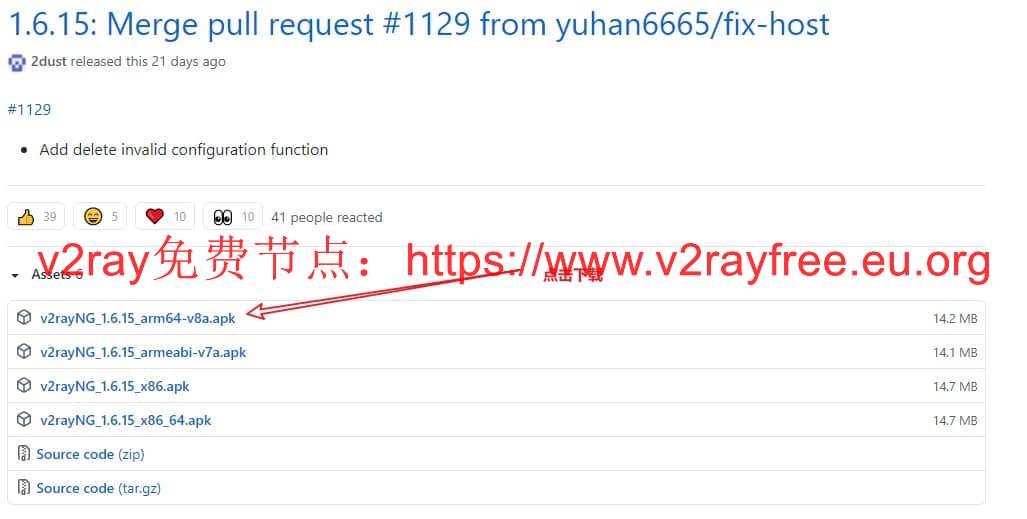 1.6.15: Merge pull request #1129 from yuhan6665/fix-host
2dust released this 21 days ago
#1129
Add delete invalid configuration function
39 5 10 10 41 people reacted
v2ray免费节点：https://www.v2rayfree.eu.org
Assets 6
点击下载
v2rayNG_1.6.15_arm64-v8a.apk 14.2 MB
v2rayNG_1.6.15_armeabi-v7a.apk 14.1 MB
v2rayNG_1.6.15_x86.apk 14.7 MB
v2rayNG_1.6.15_x86_64.apk 14.7 MB
Source code (zip)
Source code (tar.gz)